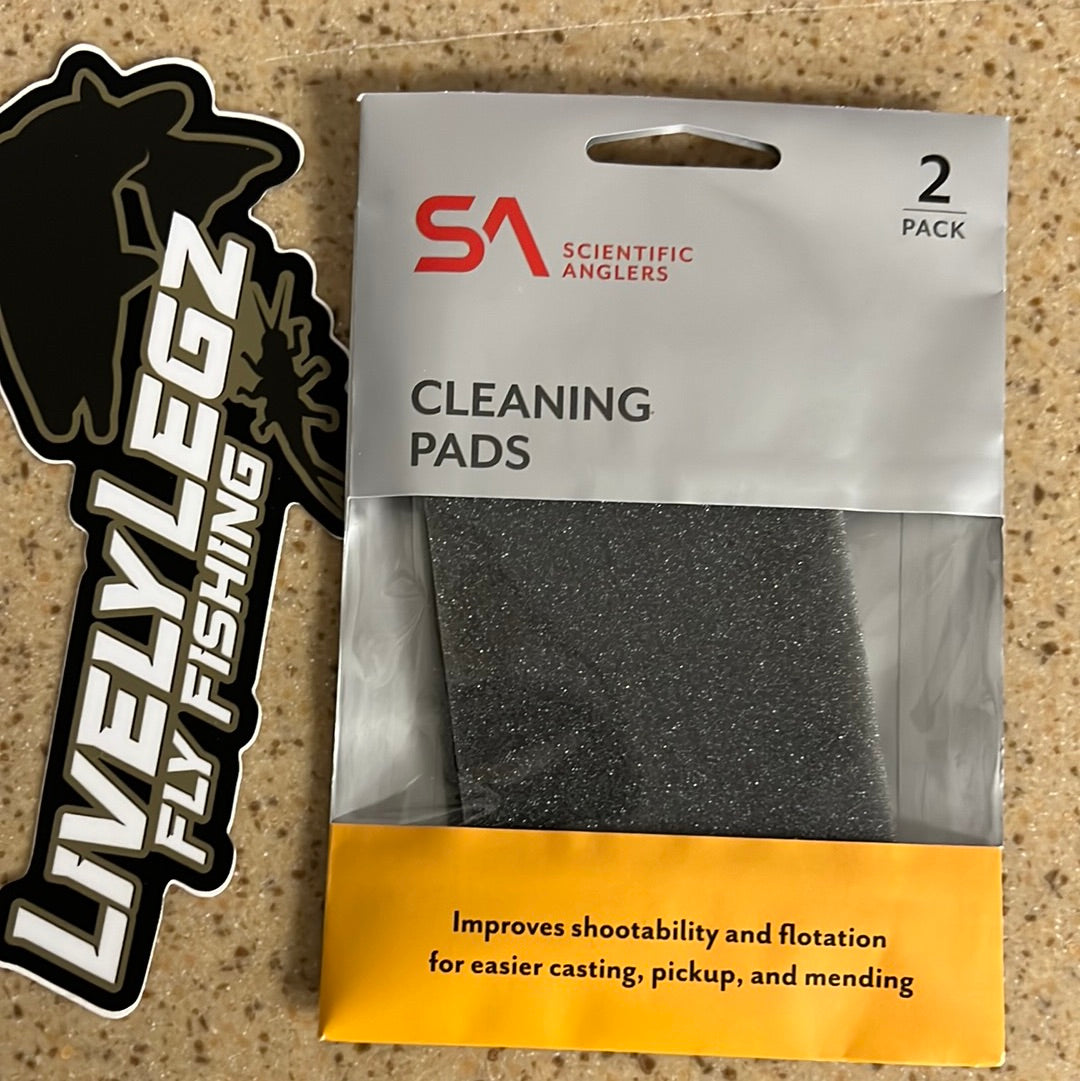 LIVELYLEGZ
FLY FISHING
SA
SCIENTIFIC
ANGLERS
2
PACK
CLEANING
PADS
Improves shootability and flotation
for easier casting, pickup, and mending